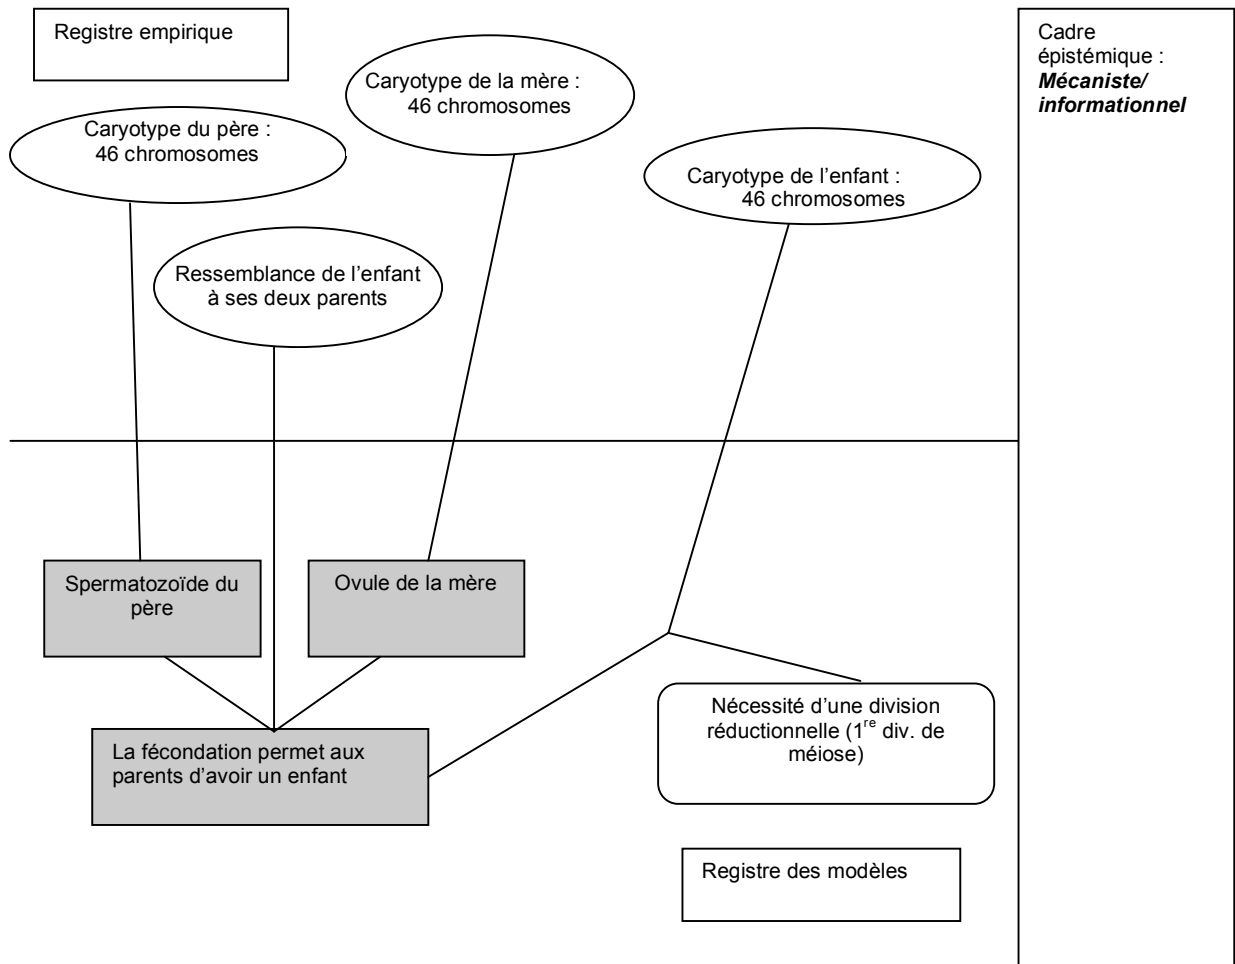 Registre empirique
Cadre
épistémique :
Mécaniste/
informationnel
Caryotype de la mère :
46 chromosomes
Caryotype du père :
46 chromosomes
Caryotype de l'enfant :
46 chromosomes
Ressemblance de l'enfant
à ses deux parents
Spermatozoïde du
père
Ovule de la mère
Nécessité d'une division
réductionnelle (1re div. de
méiose)
La fécondation permet aux
parents d'avoir un enfant
Registre des modèles